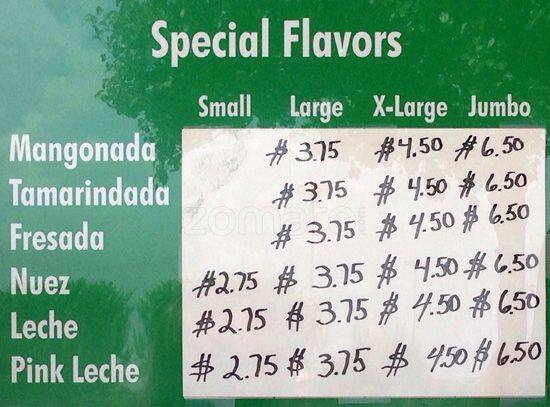 Special Flavors
Small Large X-Large Jumbo
Mangonada $3.75 $4.50 $6.50
Tamarindada $3.75 $4.50 $6.50
Fresada $3.75 $4.50 $6.50
Nuez $2.75 $3.75 $4.50 $6.50
Leche $2.75 $3.75 $4.50 $6.50
Pink Leche $2.75 $3.75 $4.50 $6.50
zomato.com